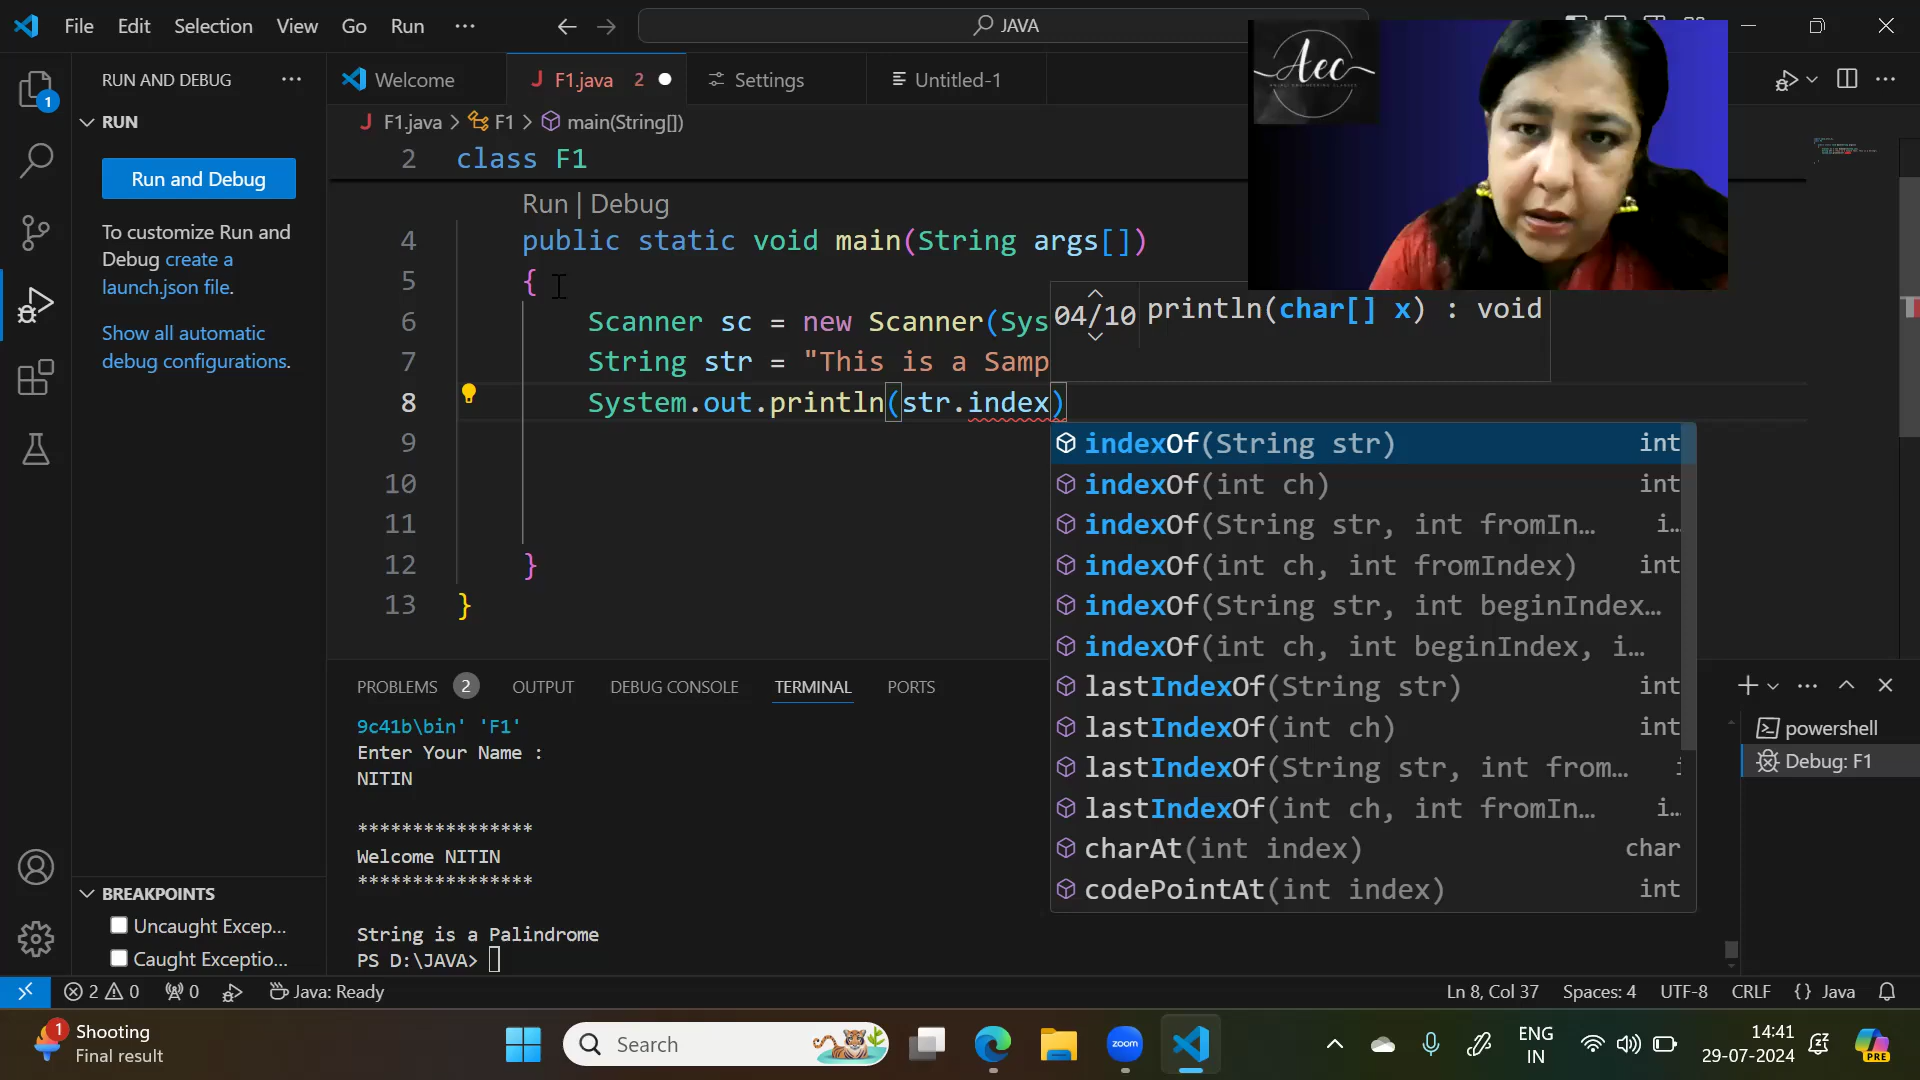 File Edit Selection View Go Run ··· JAVA
RUN AND DEBUG ···
Welcome F1.java 2 Settings Untitled-1
RUN
F1.java > F1 > main(String[])
2 class F1
Run and Debug
Run | Debug
To customize Run and
Debug create a
launch.json file.
Show all automatic
debug configurations.
4 public static void main(String args[])
5 {
6 Scanner sc = new Scanner(Sys
7 String str = "This is a Samp
8 System.out.println(str.index)
9
10
11
12 }
13 }
04/10 println(char[] x) : void
indexOf(String str) int
indexOf(int ch) int
indexOf(String str, int fromIn… i…
indexOf(int ch, int fromIndex) int
indexOf(String str, int beginIndex…
indexOf(int ch, int beginIndex, i…
lastIndexOf(String str) int
lastIndexOf(int ch) int
lastIndexOf(String str, int from… i
lastIndexOf(int ch, int fromIn… i…
charAt(int index) char
codePointAt(int index) int
Aec
PROBLEMS 2 OUTPUT DEBUG CONSOLE TERMINAL PORTS
9c41b\bin' 'F1'
Enter Your Name :
NITIN
****************
Welcome NITIN
****************
String is a Palindrome
PS D:\JAVA>
powershell
Debug: F1
BREAKPOINTS
Uncaught Excep...
Caught Exceptio...
1
2 0 0 Java: Ready Ln 8, Col 37 Spaces: 4 UTF-8 CRLF {} Java
1
Shooting
Final result
Search
zoom
ENG
IN
14:41
29-07-2024
PRE